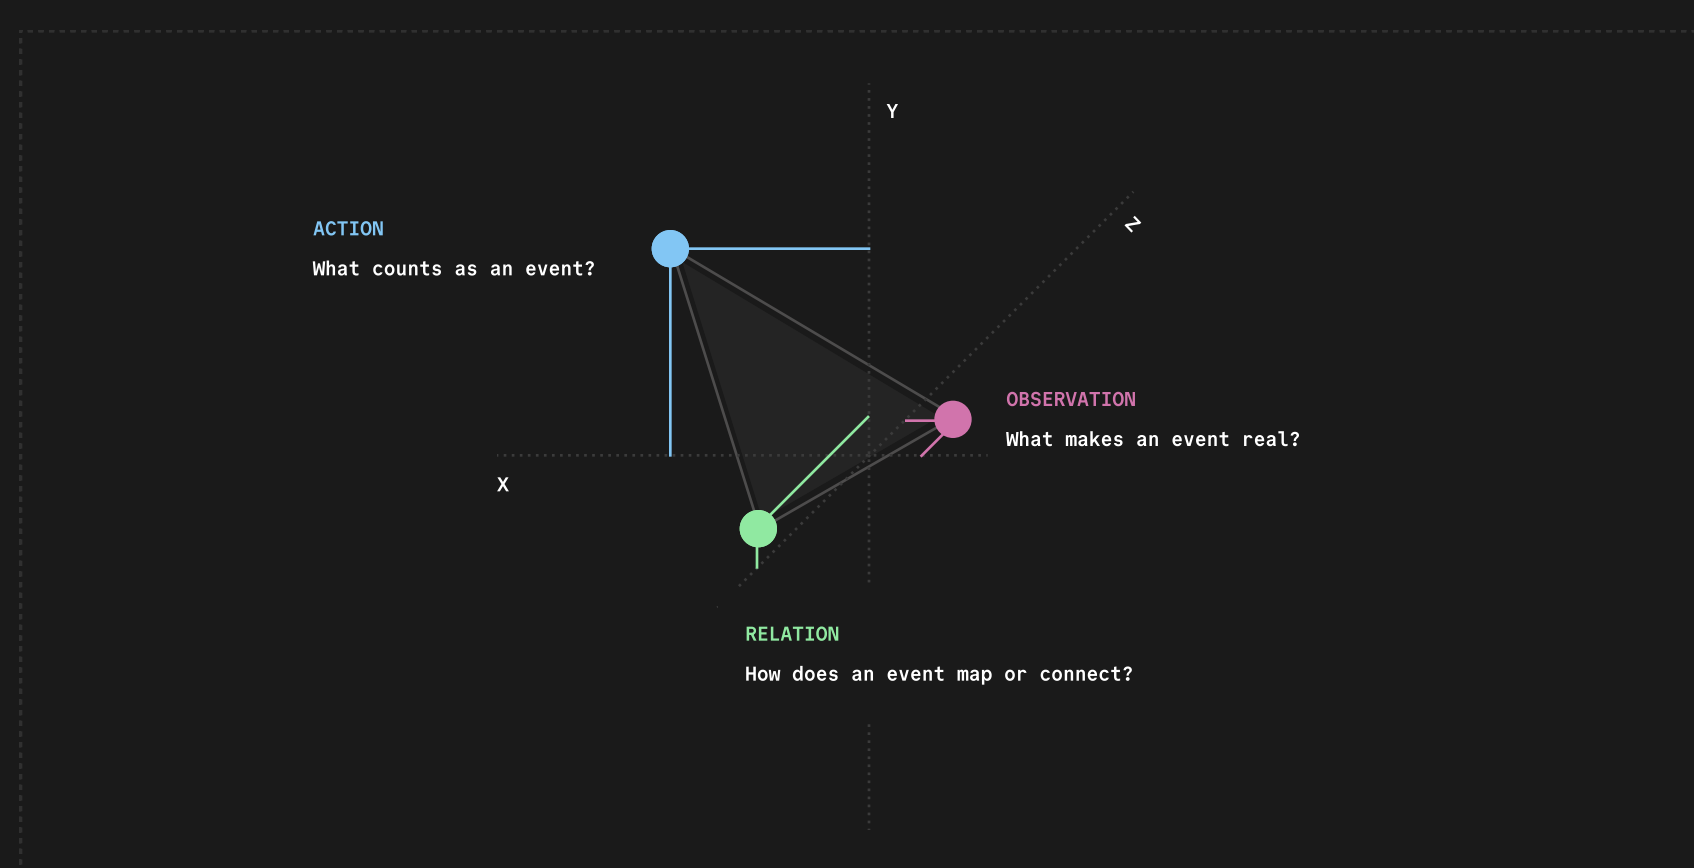 Y
Z
ACTION
What counts as an event?
OBSERVATION
What makes an event real?
X
RELATION
How does an event map or connect?